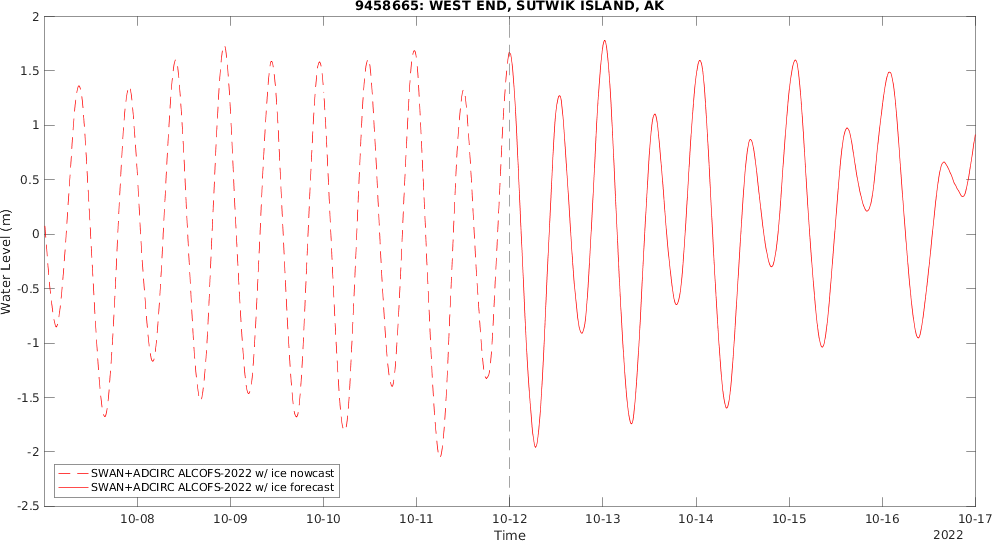 9458665: WEST END, SUTWIK ISLAND, AK
2
1.5
1
0.5
0
-0.5
-1
-1.5
-2
-2.5
Water Level (m)
SWAN+ADCIRC ALCOFS-2022 w/ ice nowcast
SWAN+ADCIRC ALCOFS-2022 w/ ice forecast
10-08 10-09 10-10 10-11 10-12 10-13 10-14 10-15 10-16 10-17
Time
2022